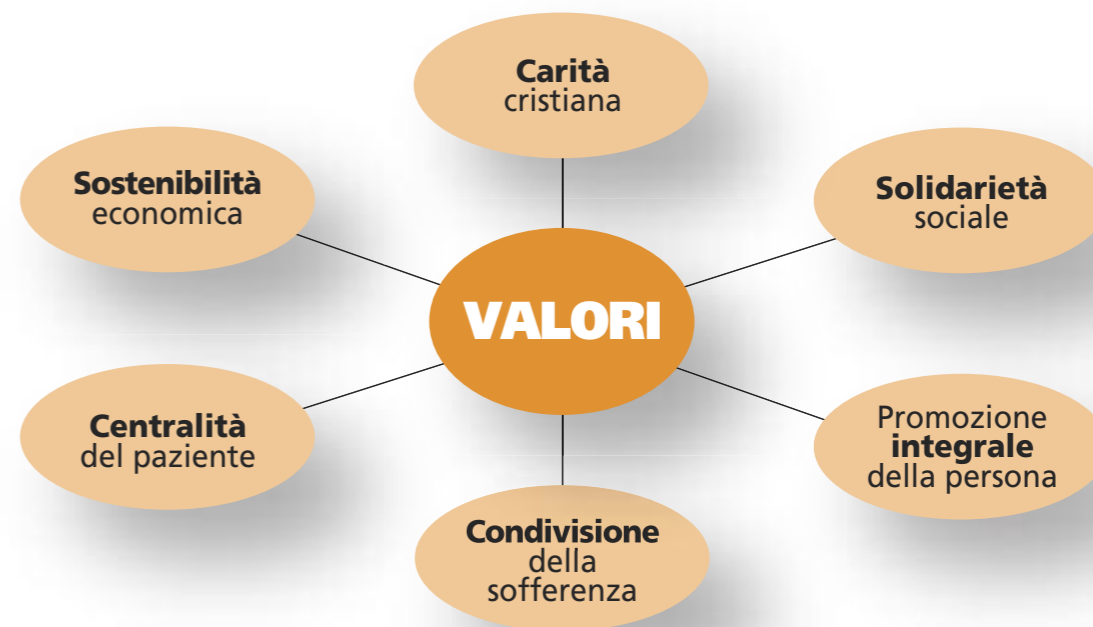 Carità
cristiana
Sostenibilità
economica
Solidarietà
sociale
VALORI
Centralità
del paziente
Promozione
integrale
della persona
Condivisione
della
sofferenza